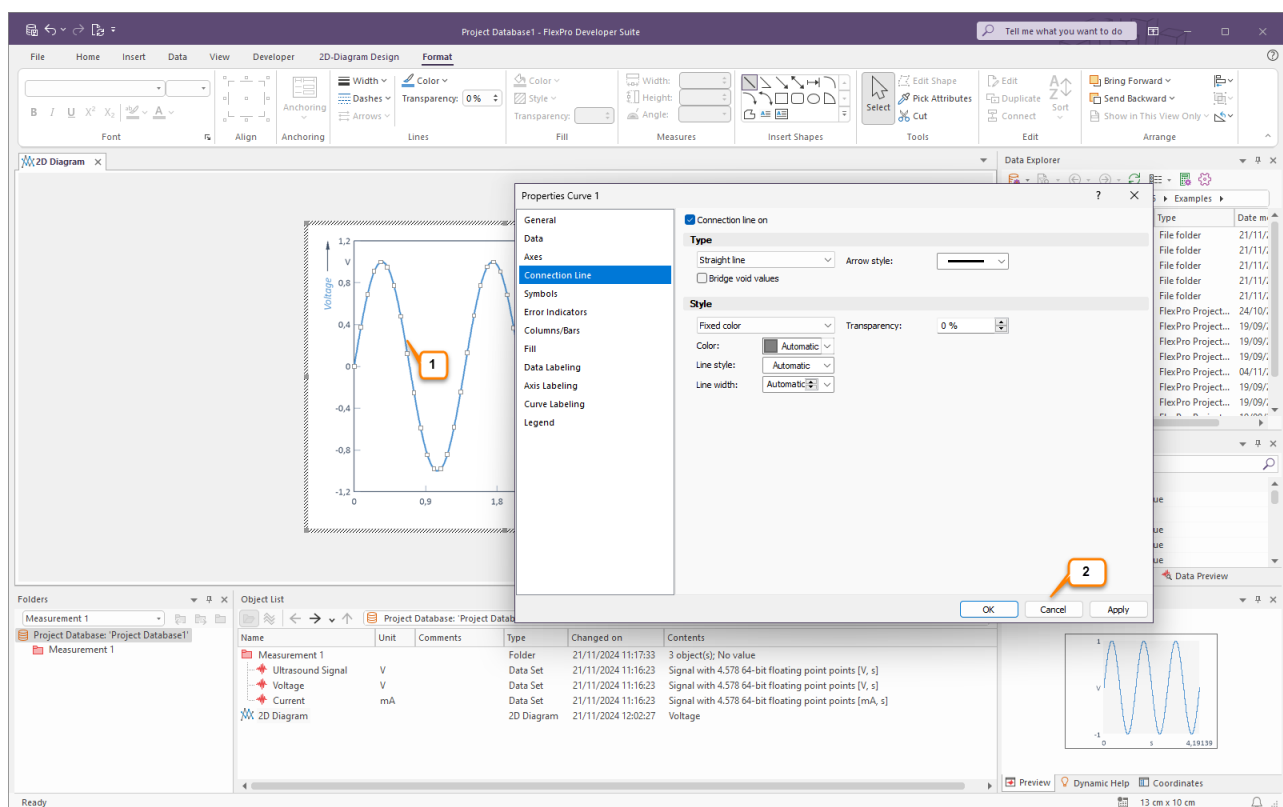 Project Database1 - FlexPro Developer Suite
Tell me what you want to do
File Home Insert Data View Developer 2D-Diagram Design Format
Width Color Color Width: Edit Shape Edit Bring Forward
Dashes Transparency: 0 % Style Height: Pick Attributes Duplicate Send Backward
Anchoring Arrows Transparency: Angle: Select Cut Connect Sort Show in This View Only
B I U X² X₂ A
Font Align Anchoring Lines Fill Measures Insert Shapes Tools Edit Arrange
2D Diagram
Data Explorer
Examples
Type Date m
File folder 21/11/
File folder 21/11/
File folder 21/11/
File folder 21/11/
File folder 21/11/
FlexPro Project... 24/10/
FlexPro Project... 19/09/
FlexPro Project... 19/09/
FlexPro Project... 19/09/
FlexPro Project... 04/11/
FlexPro Project... 19/09/
FlexPro Project... 19/09/
Properties Curve 1
?
General
Data
Axes
Connection Line
Symbols
Error Indicators
Columns/Bars
Fill
Data Labeling
Axis Labeling
Curve Labeling
Legend
Connection line on
Type
Straight line Arrow style:
Bridge void values
Style
Fixed color Transparency: 0 %
Color: Automatic
Line style: Automatic
Line width: Automatic
OK Cancel Apply
1
2
1,2
V
0,8
Voltage
0,4
0
-0,4
-0,8
-1,2
0 0,9 1,8
ue
ue
ue
ue
Data Preview
Folders
Measurement 1
Project Database: 'Project Database1'
Measurement 1
Object List
Project Database: 'Project Datab
Name Unit Comments Type Changed on Contents
Measurement 1 Folder 21/11/2024 11:17:33 3 object(s); No value
Ultrasound Signal V Data Set 21/11/2024 11:16:23 Signal with 4.578 64-bit floating point points [V, s]
Voltage V Data Set 21/11/2024 11:16:23 Signal with 4.578 64-bit floating point points [V, s]
Current mA Data Set 21/11/2024 11:16:23 Signal with 4.578 64-bit floating point points [mA, s]
2D Diagram 2D Diagram 21/11/2024 12:02:27 Voltage
1
V
-1
0 s 4,19139
Preview Dynamic Help Coordinates
Ready
13 cm x 10 cm